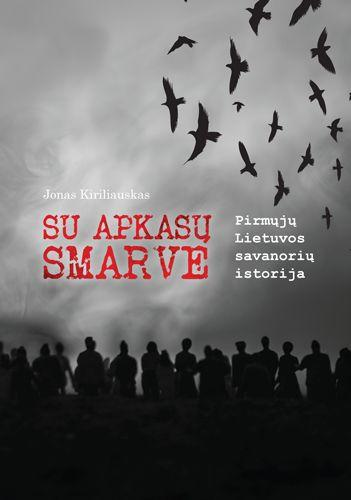 Jonas Kiriliauskas
SU APKASŲ
SMARVE
Pirmųjų
Lietuvos
savanorių
istorija